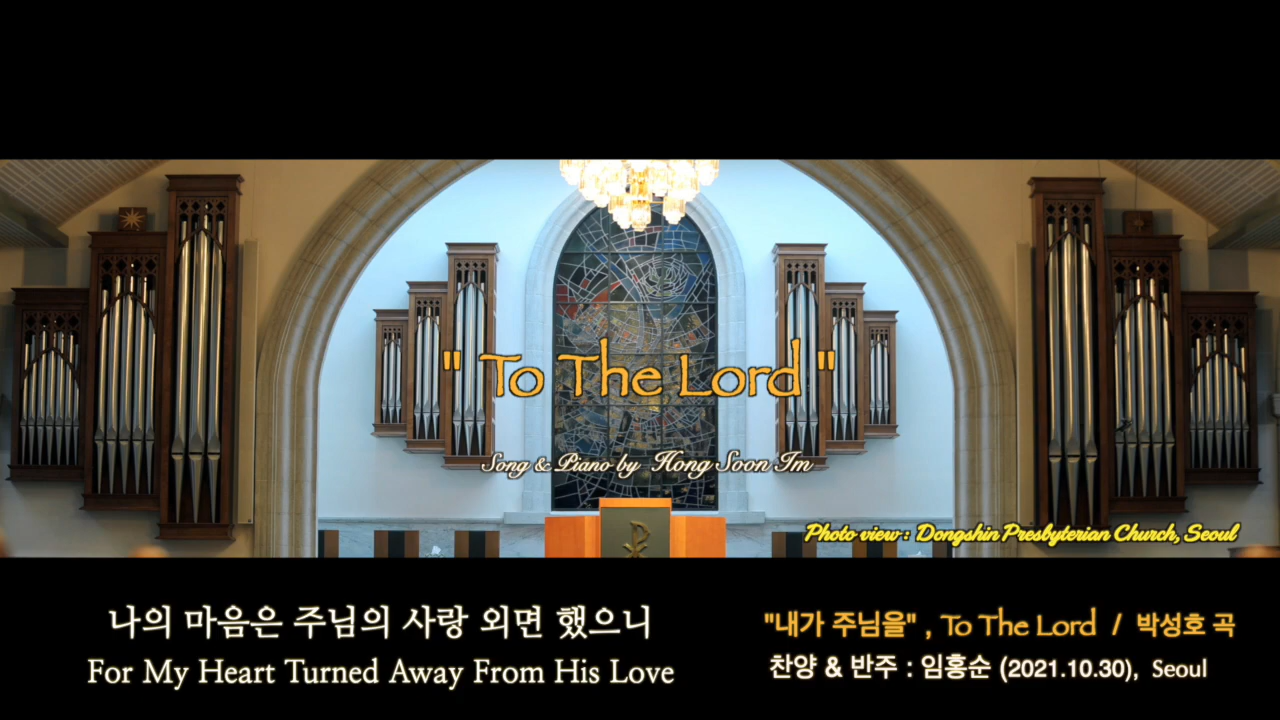 " To The Lord "
Song & Piano by Hong Soon Im
Photo view : Dongshin Presbyterian Church, Seoul
나의 마음은 주님의 사랑 외면 했으니
For My Heart Turned Away From His Love
"내가 주님을" , To The Lord / 박성호 곡
찬양 & 반주 : 임홍순 (2021.10.30), Seoul